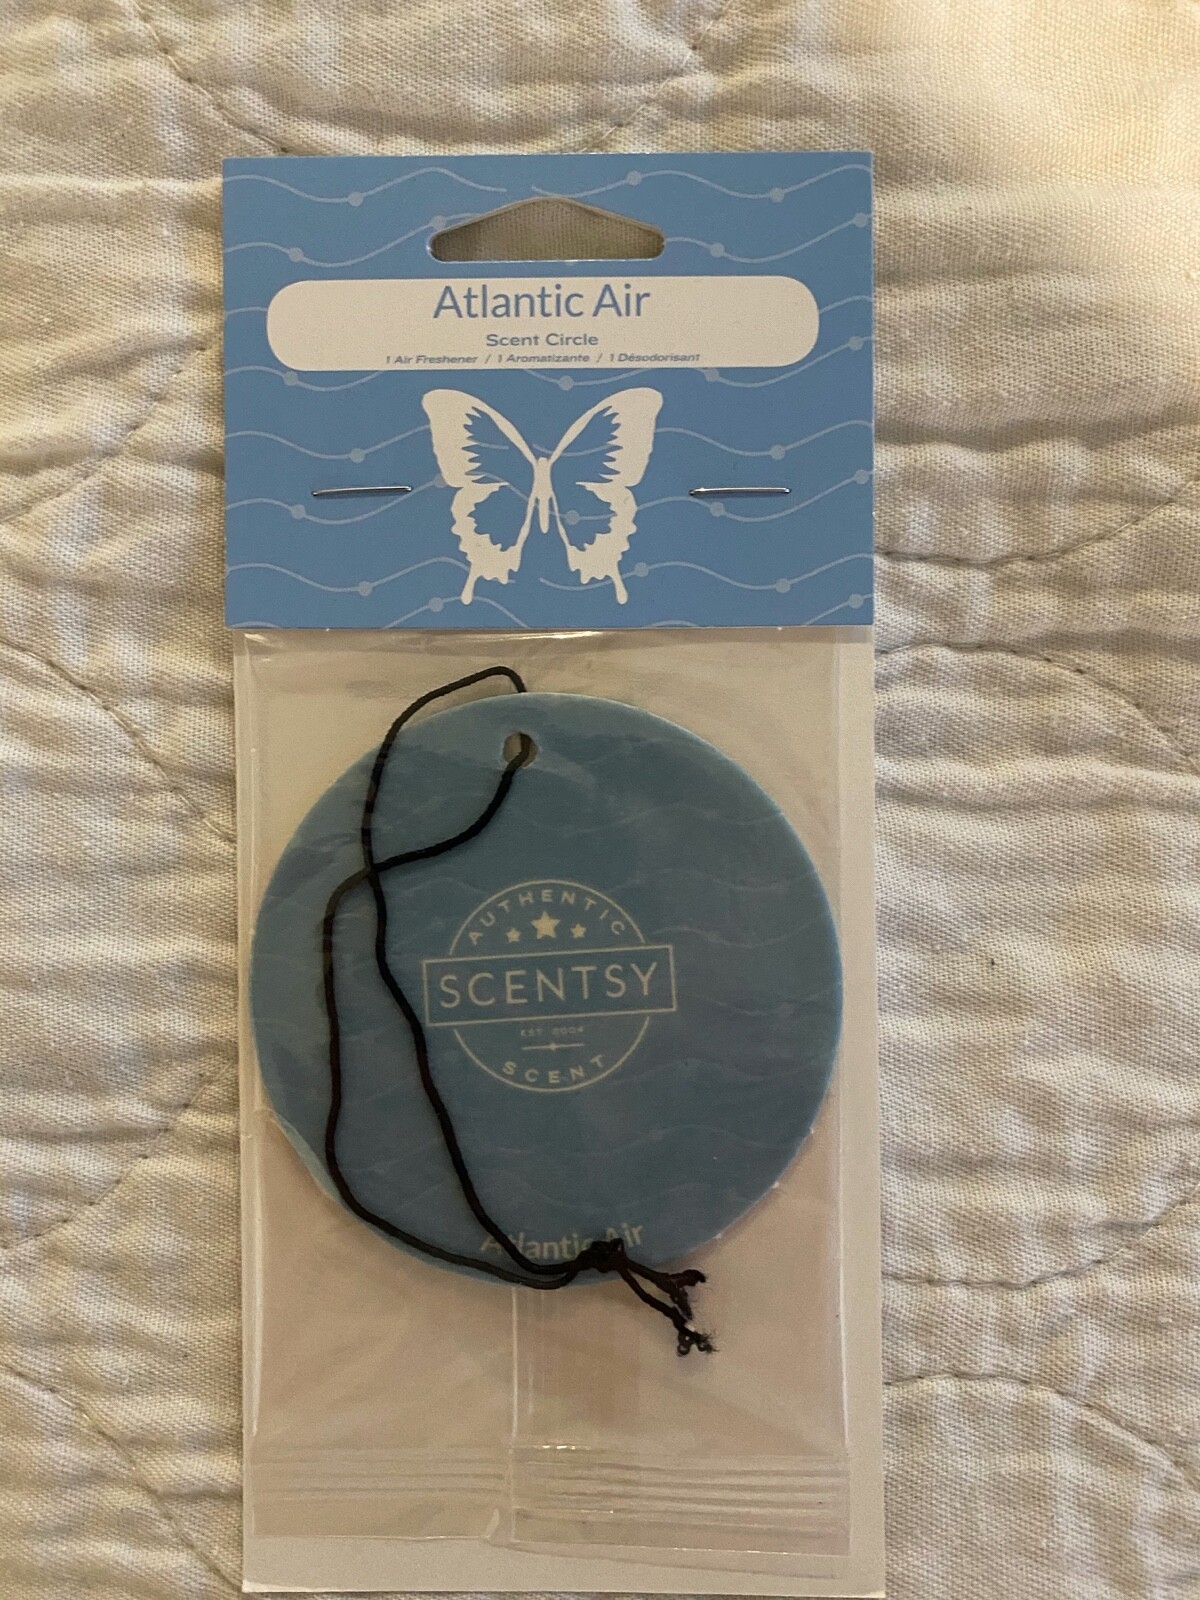 Atlantic Air
Scent Circle
1 Air Freshener / 1 Aromatizante / 1 Désodorisant
AUTHENTIC
SCENTSY
EST. 2004
SCENT
Atlantic Air